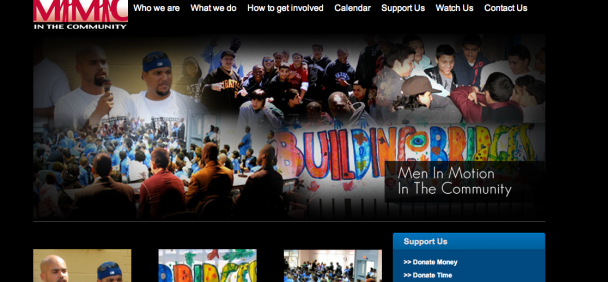 MiMIC
IN THE COMMUNITY
Who we are What we do How to get involved Calendar Support Us Watch Us Contact Us
BUILDING BRIDGES
Men In Motion
In The Community
Support Us
>> Donate Money
>> Donate Time